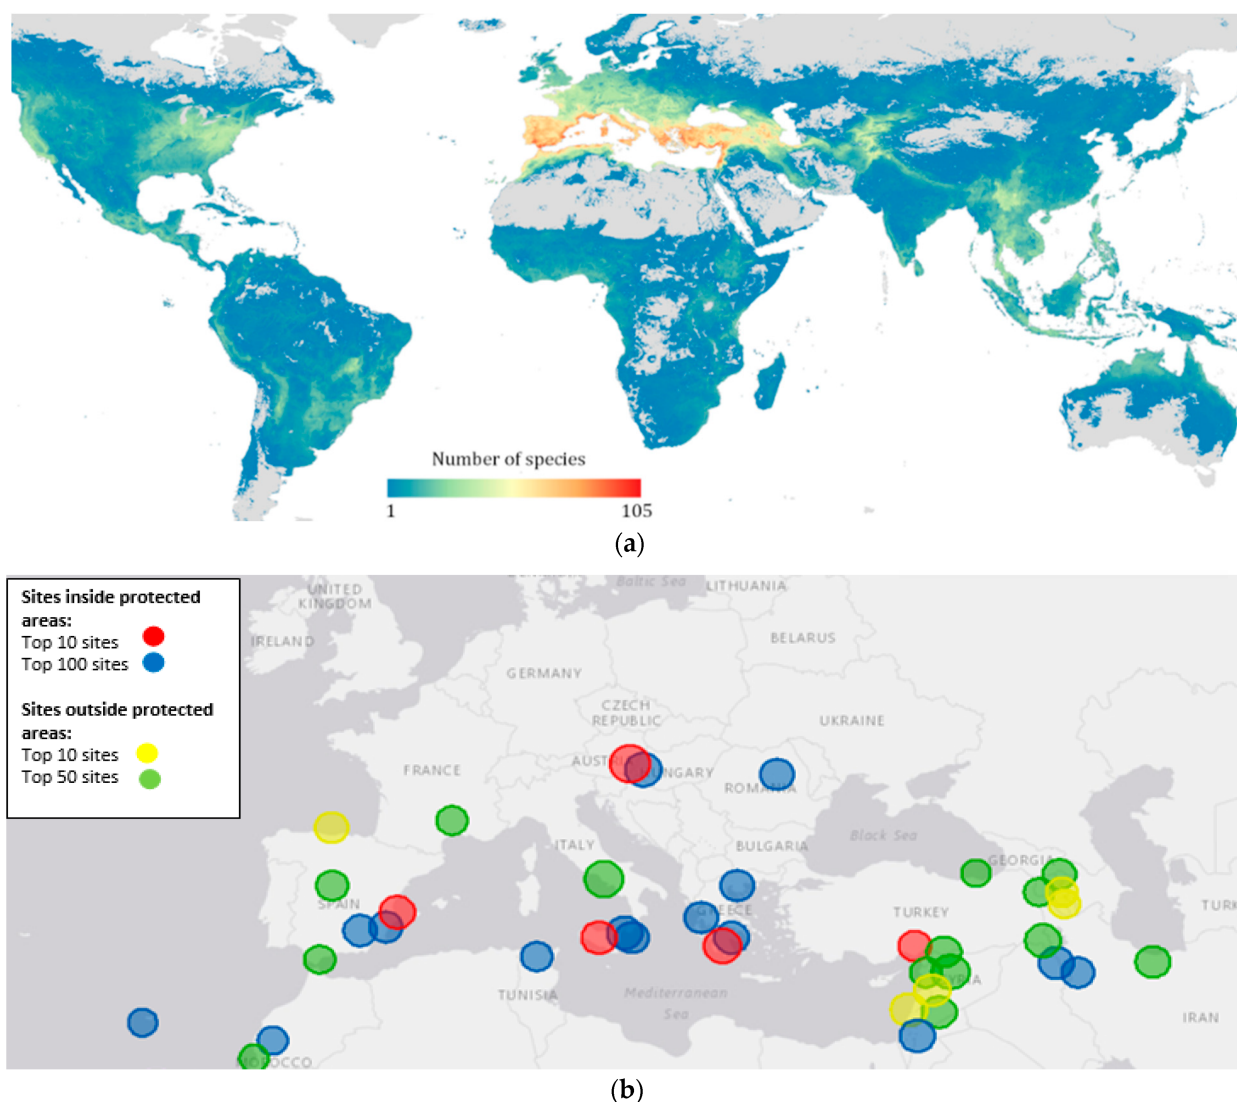 Number of species
1 105
(a)
Sites inside protected
areas:
Top 10 sites
Top 100 sites
Sites outside protected
areas:
Top 10 sites
Top 50 sites
UNITED
KINGDOM
IRELAND
Baltic Sea
LITHUANIA
BELARUS
GERMANY
CZECH
REPUBLIC
UKRAINE
AUSTRIA
HUNGARY
FRANCE
ROMANIA
ITALY
BULGARIA
Black Sea
GEORGIA
SPAIN
GREECE
TURKEY
TURK
SYRIA
TUNISIA
Mediterranean
Sea
IRAN
MOROCCO
(b)